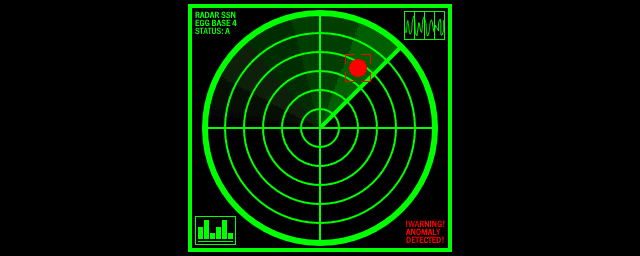 RADAR SSN
EGG BASE 4
STATUS: A
!WARNING!
ANOMALY
DETECTED!